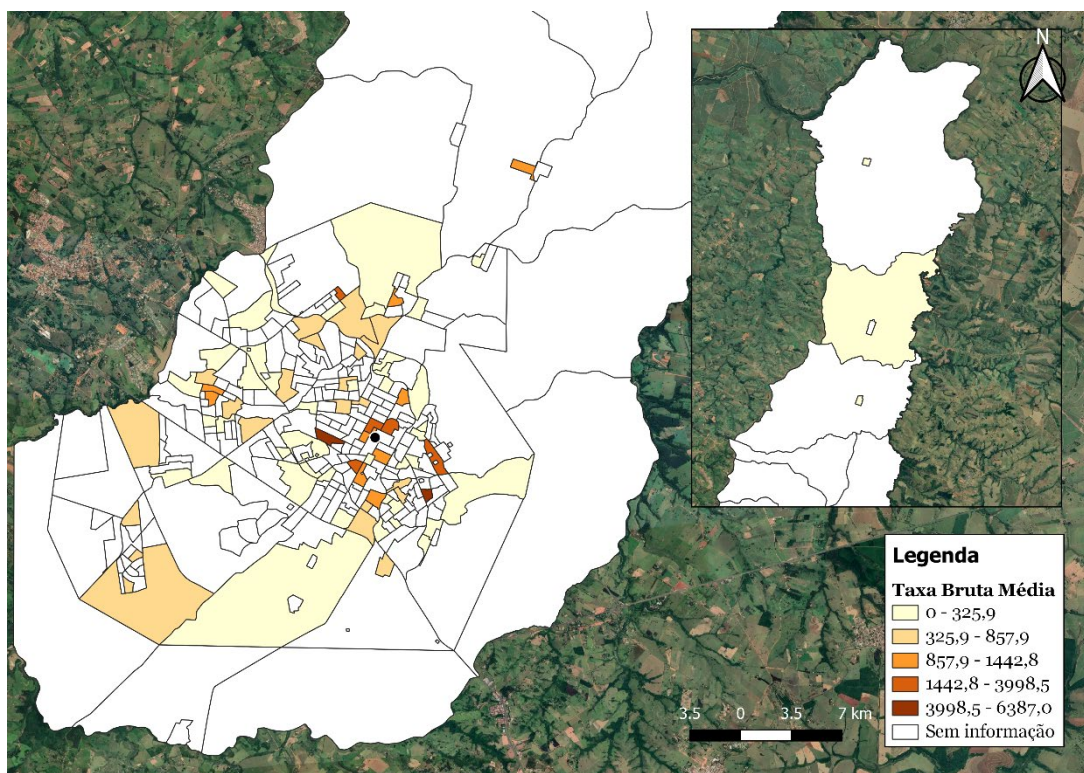 N
Legenda
Taxa Bruta Média
0 - 325,9
325,9 - 857,9
857,9 - 1442,8
1442,8 - 3998,5
3998,5 - 6387,0
Sem informação
3.5 0 3.5 7 km